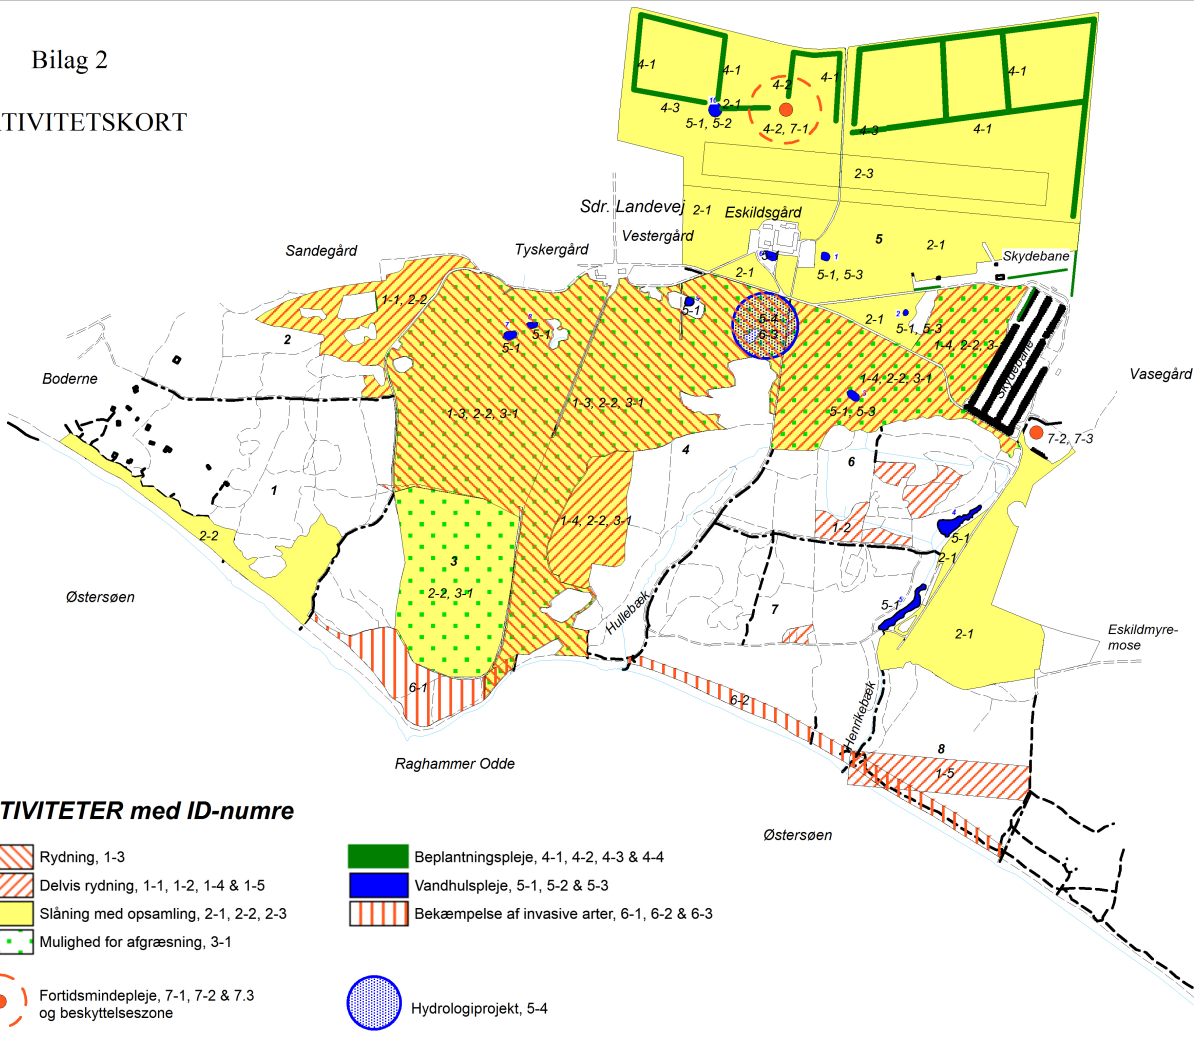 Bilag 2
TIVITETSKORT
4-1
4-1
4-2
4-1
4-1
4-3
10
2-1
5-1, 5-2
4-2, 7-1
4-3
4-1
2-3
Sdr. Landevej
2-1
Eskildsgård
Vestergård
5
2-1
Sandegård
Tyskergård
5-1
1
Skydebane
2-1
5-1, 5-3
1-1, 2-2
5-1
5-4
6-3
2-1
2
5-1, 5-3
2
7
8
5-1
5-1
1-4, 2-2, 3-1
Skydebane
Boderne
1-4, 2-2, 3-1
Vasegård
1-3, 2-2, 3-1
1-3, 2-2, 3-1
5-1, 5-3
7-2, 7-3
4
6
1
4
1-4, 2-2, 3-1
1-2
5-1
2-2
3
2-1
2-2, 3-1
Østersøen
Hullebæk
5-1
7
2-1
Eskildmyre-
mose
6-1
6-2
Henrikebæk
Raghammer Odde
8
1-5
TIVITETER med ID-numre
Østersøen
Rydning, 1-3
Delvis rydning, 1-1, 1-2, 1-4 & 1-5
Slåning med opsamling, 2-1, 2-2, 2-3
Mulighed for afgræsning, 3-1
Fortidsmindepleje, 7-1, 7-2 & 7.3
og beskyttelseszone
Beplantningspleje, 4-1, 4-2, 4-3 & 4-4
Vandhulspleje, 5-1, 5-2 & 5-3
Bekæmpelse af invasive arter, 6-1, 6-2 & 6-3
Hydrologiprojekt, 5-4